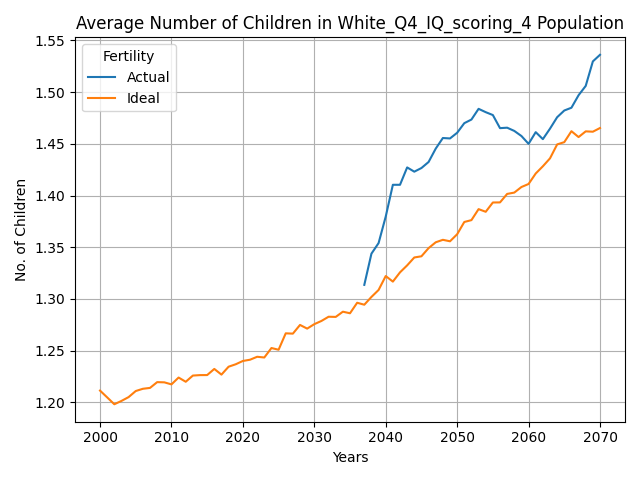 Average Number of Children in White_Q4_IQ_scoring_4 Population
Fertility
Actual
Ideal
No. of Children
1.55
1.50
1.45
1.40
1.35
1.30
1.25
1.20
2000 2010 2020 2030 2040 2050 2060 2070
Years